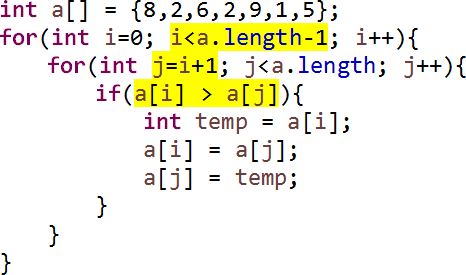 int a[] = {8,2,6,2,9,1,5};
for(int i=0; i<a.length-1; i++){
for(int j=i+1; j<a.length; j++){
if(a[i] > a[j]){
int temp = a[i];
a[i] = a[j];
a[j] = temp;
}
}
}